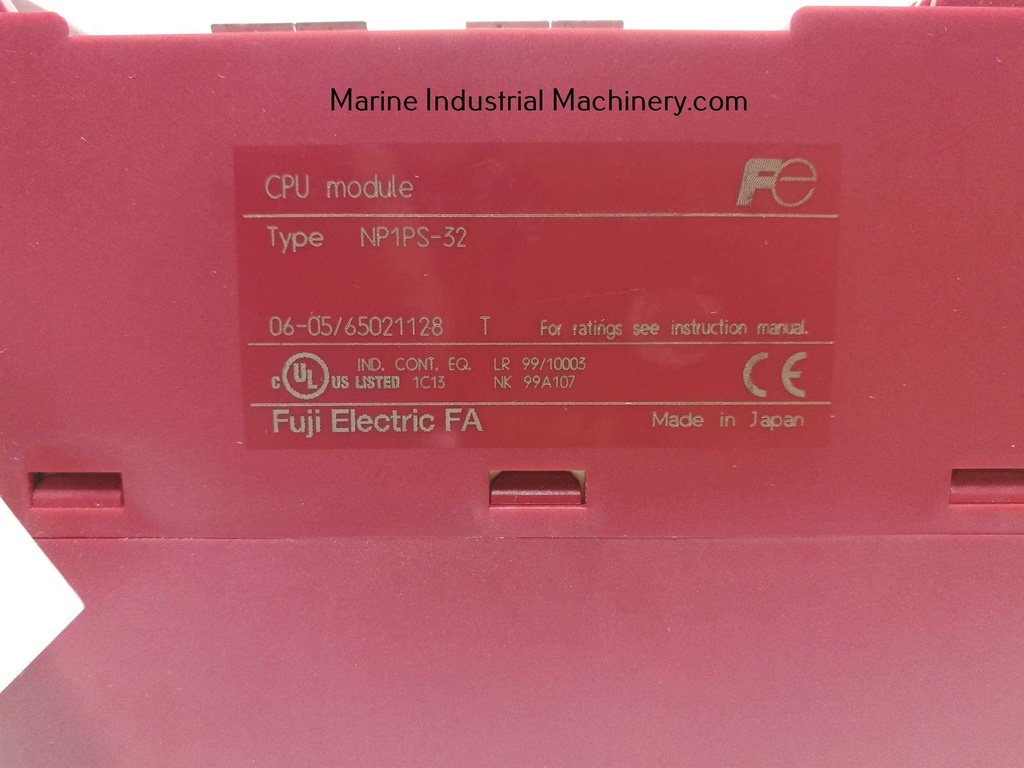 Marine Industrial Machinery.com
CPU module
Fe
Type NP1PS-32
06-05/65021128 T For ratings see instruction manual.
IND. CONT. EQ. LR 99/10003
C UL US LISTED 1C13 NK 99A107
CE
Fuji Electric FA Made in Japan